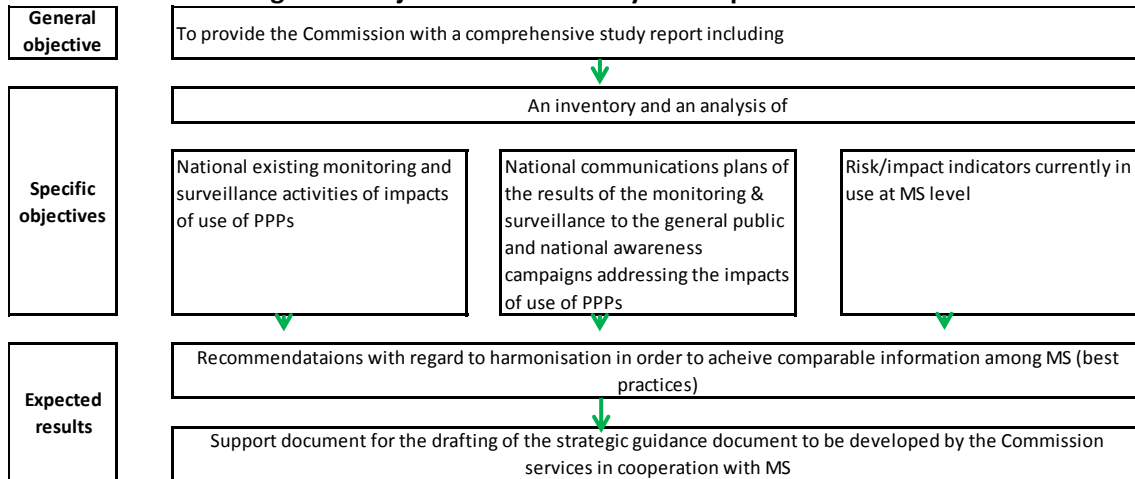 General
objective
To provide the Commission with a comprehensive study report including
Specific
objectives
An inventory and an analysis of
National existing monitoring and
surveillance activities of impacts
of use of PPPs
National communications plans of
the results of the monitoring &
surveillance to the general public
and national awareness
campaigns addressing the impacts
of use of PPPs
Risk/impact indicators currently in
use at MS level
Expected
results
Recommendataions with regard to harmonisation in order to acheive comparable information among MS (best
practices)
Support document for the drafting of the strategic guidance document to be developed by the Commission
services in cooperation with MS